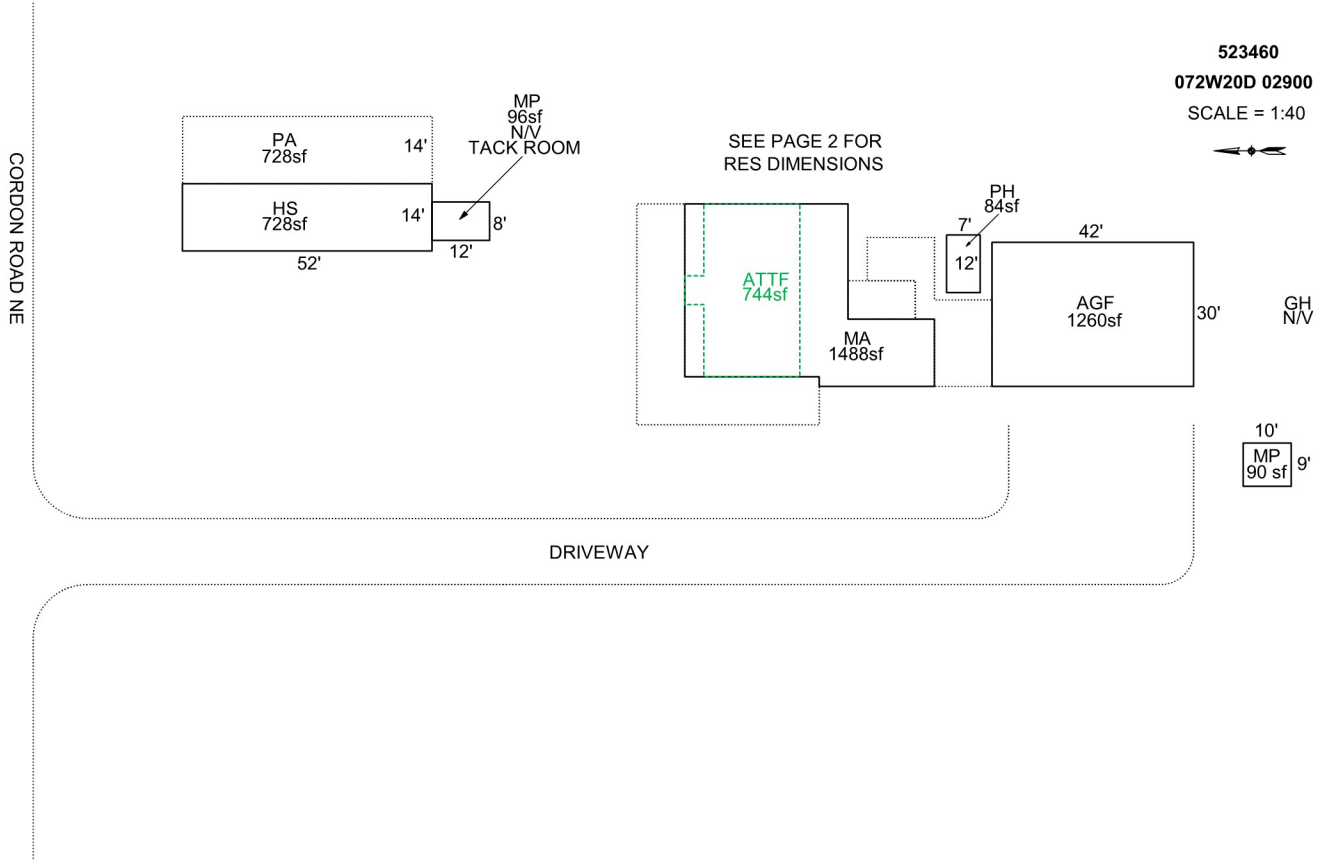 523460
072W20D 02900
SCALE = 1:40
CORDON ROAD NE
PA
728sf
14'
HS
728sf
14'
52'
MP
96sf
N/V
TACK ROOM
8'
12'
SEE PAGE 2 FOR
RES DIMENSIONS
ATTF
744sf
MA
1488sf
PH
84sf
7'
12'
42'
AGF
1260sf
30'
GH
N/V
10'
MP
90 sf
9'
DRIVEWAY